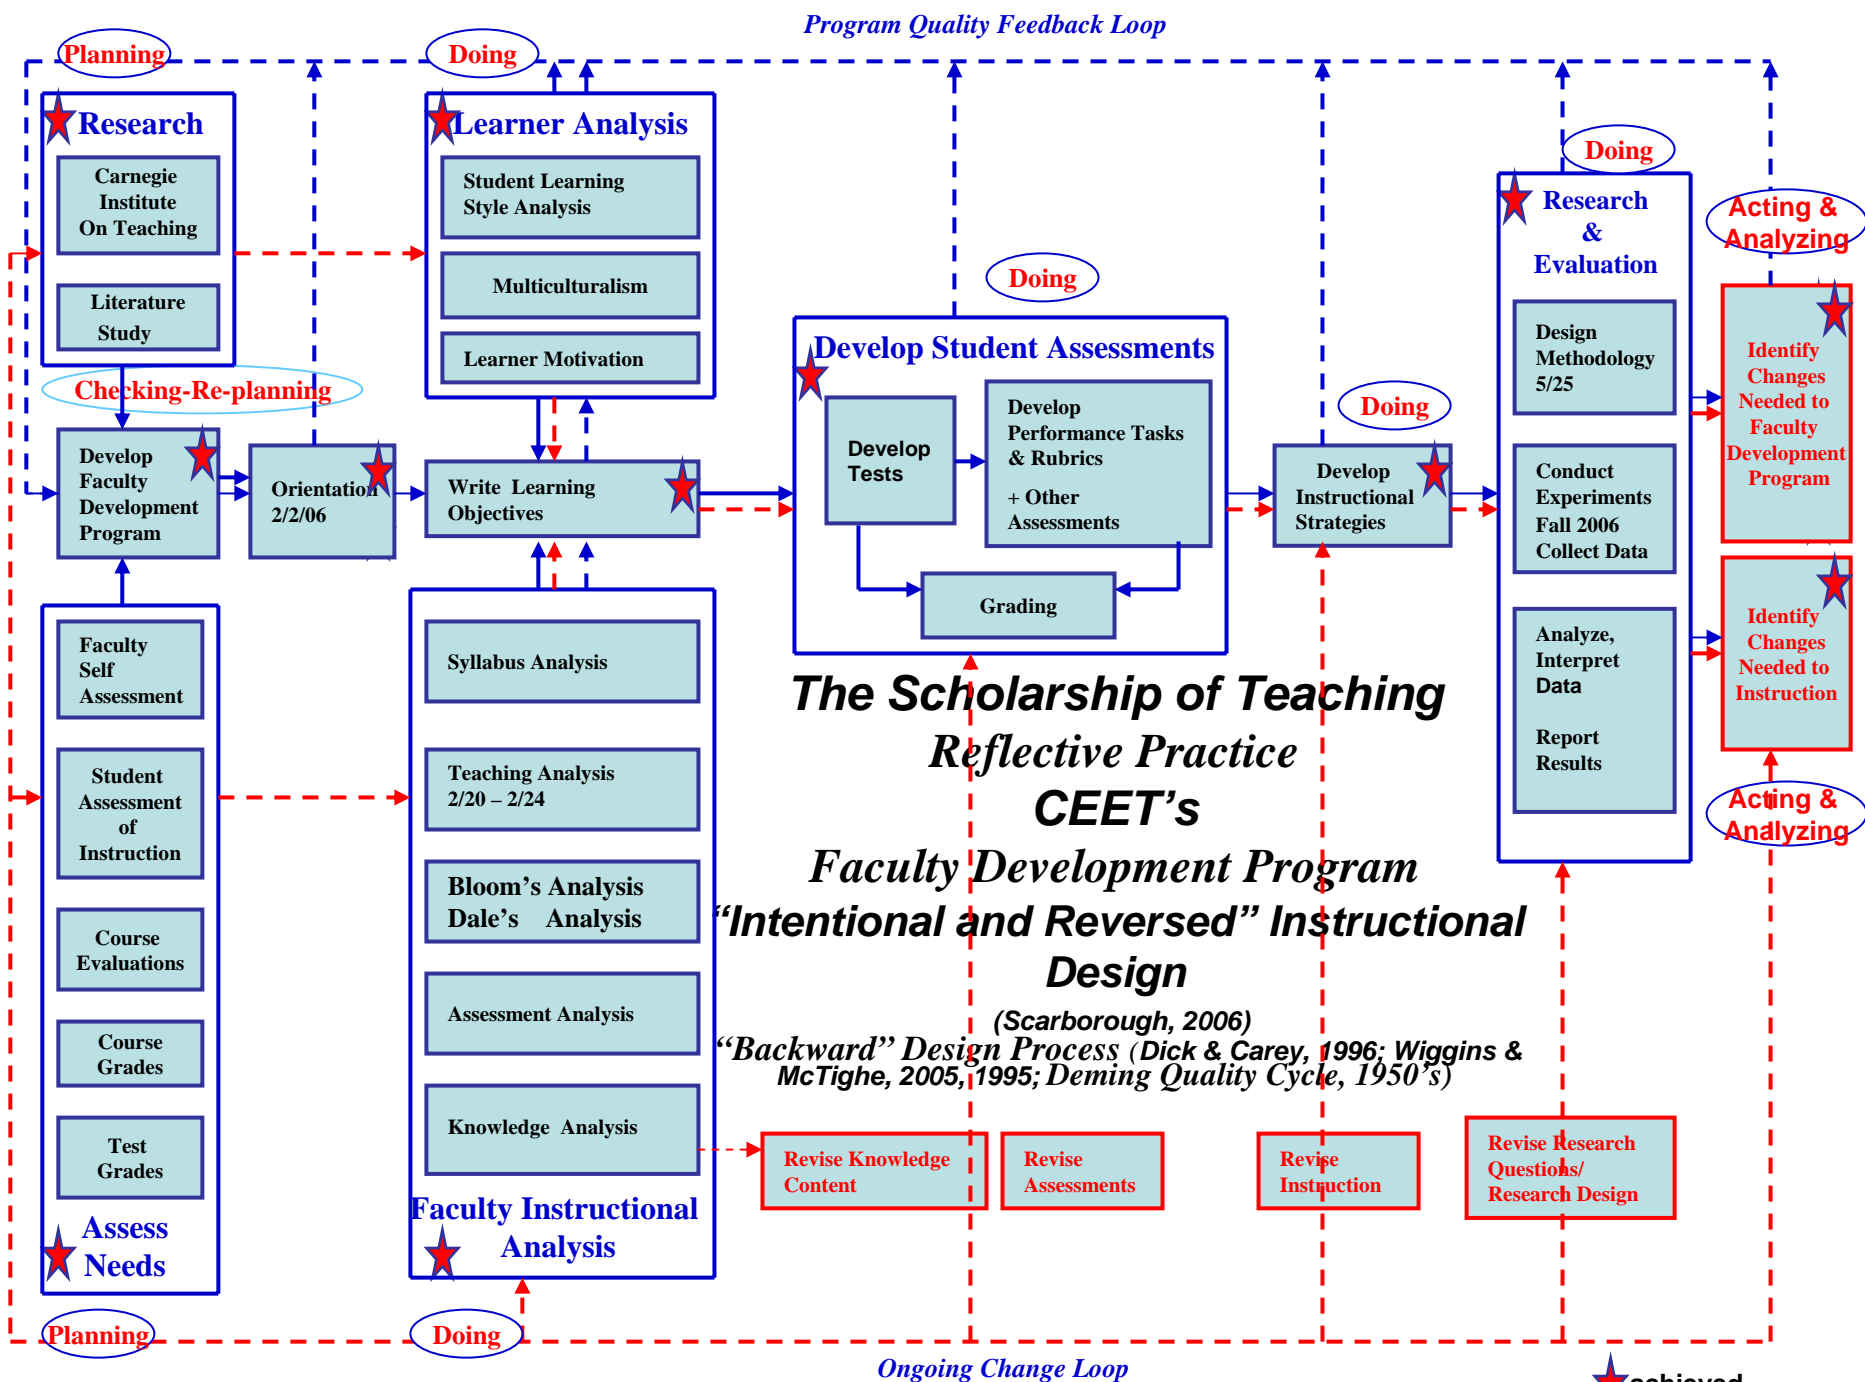 Program Quality Feedback Loop
Planning
Doing
Research
Carnegie
Institute
On Teaching
Literature
Study
Checking-Re-planning
Develop
Faculty
Development
Program
Orientation
2/2/06
Faculty
Self
Assessment
Student
Assessment
of
Instruction
Course
Evaluations
Course
Grades
Test
Grades
Assess
Needs
Planning
Learner Analysis
Student Learning
Style Analysis
Multiculturalism
Learner Motivation
Write Learning
Objectives
Syllabus Analysis
Teaching Analysis
2/20 – 2/24
Bloom’s Analysis
Dale’s Analysis
Assessment Analysis
Knowledge Analysis
Faculty Instructional
Analysis
Doing
Doing
Develop Student Assessments
Develop
Tests
Develop
Performance Tasks
& Rubrics
+ Other
Assessments
Grading
Doing
Develop
Instructional
Strategies
Doing
Research
&
Evaluation
Design
Methodology
5/25
Conduct
Experiments
Fall 2006
Collect Data
Analyze,
Interpret
Data
Report
Results
Acting &
Analyzing
Identify
Changes
Needed to
Faculty
Development
Program
Identify
Changes
Needed to
Instruction
Acting &
Analyzing
The Scholarship of Teaching
Reflective Practice
CEET’s
Faculty Development Program
“Intentional and Reversed” Instructional
Design
(Scarborough, 2006)
“Backward” Design Process (Dick & Carey, 1996; Wiggins &
McTighe, 2005, 1995; Deming Quality Cycle, 1950’s)
Revise Knowledge
Content
Revise
Assessments
Revise
Instruction
Revise Research
Questions/
Research Design
Ongoing Change Loop
achieved